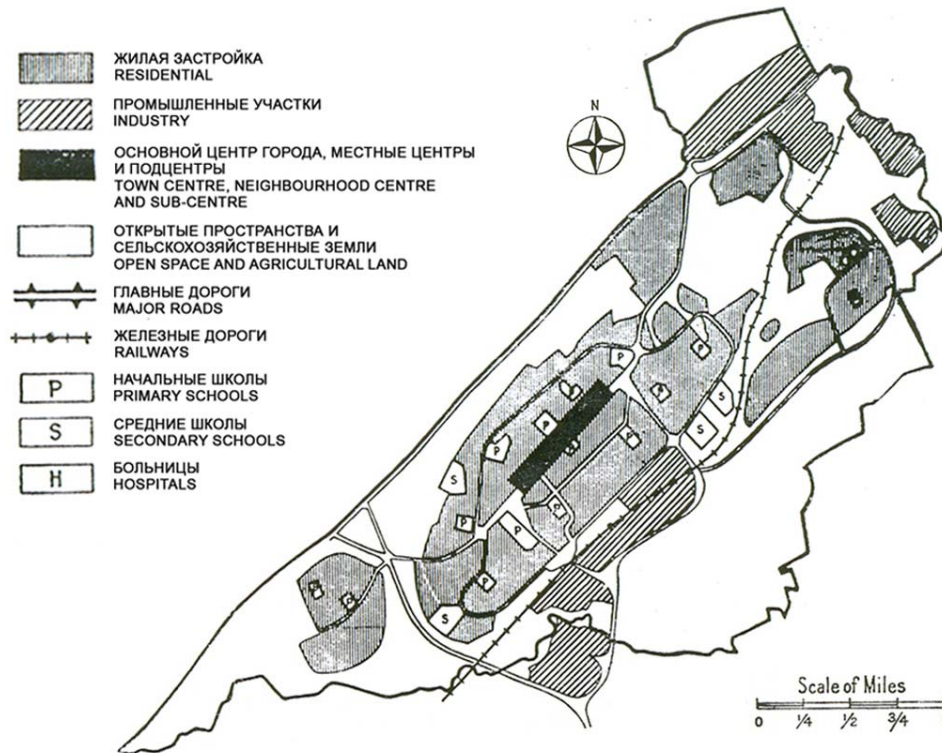 ЖИЛАЯ ЗАСТРОЙКА
RESIDENTIAL
ПРОМЫШЛЕННЫЕ УЧАСТКИ
INDUSTRY
ОСНОВНОЙ ЦЕНТР ГОРОДА, МЕСТНЫЕ ЦЕНТРЫ
И ПОДЦЕНТРЫ
TOWN CENTRE, NEIGHBOURHOOD CENTRE
AND SUB-CENTRE
ОТКРЫТЫЕ ПРОСТРАНСТВА И
СЕЛЬСКОХОЗЯЙСТВЕННЫЕ ЗЕМЛИ
OPEN SPACE AND AGRICULTURAL LAND
ГЛАВНЫЕ ДОРОГИ
MAJOR ROADS
ЖЕЛЕЗНЫЕ ДОРОГИ
RAILWAYS
P
НАЧАЛЬНЫЕ ШКОЛЫ
PRIMARY SCHOOLS
S
СРЕДНИЕ ШКОЛЫ
SECONDARY SCHOOLS
H
БОЛЬНИЦЫ
HOSPITALS
N
P
P
S
P
S
P
S
P
P
P
S
Scale of Miles
0 1/4 1/2 3/4